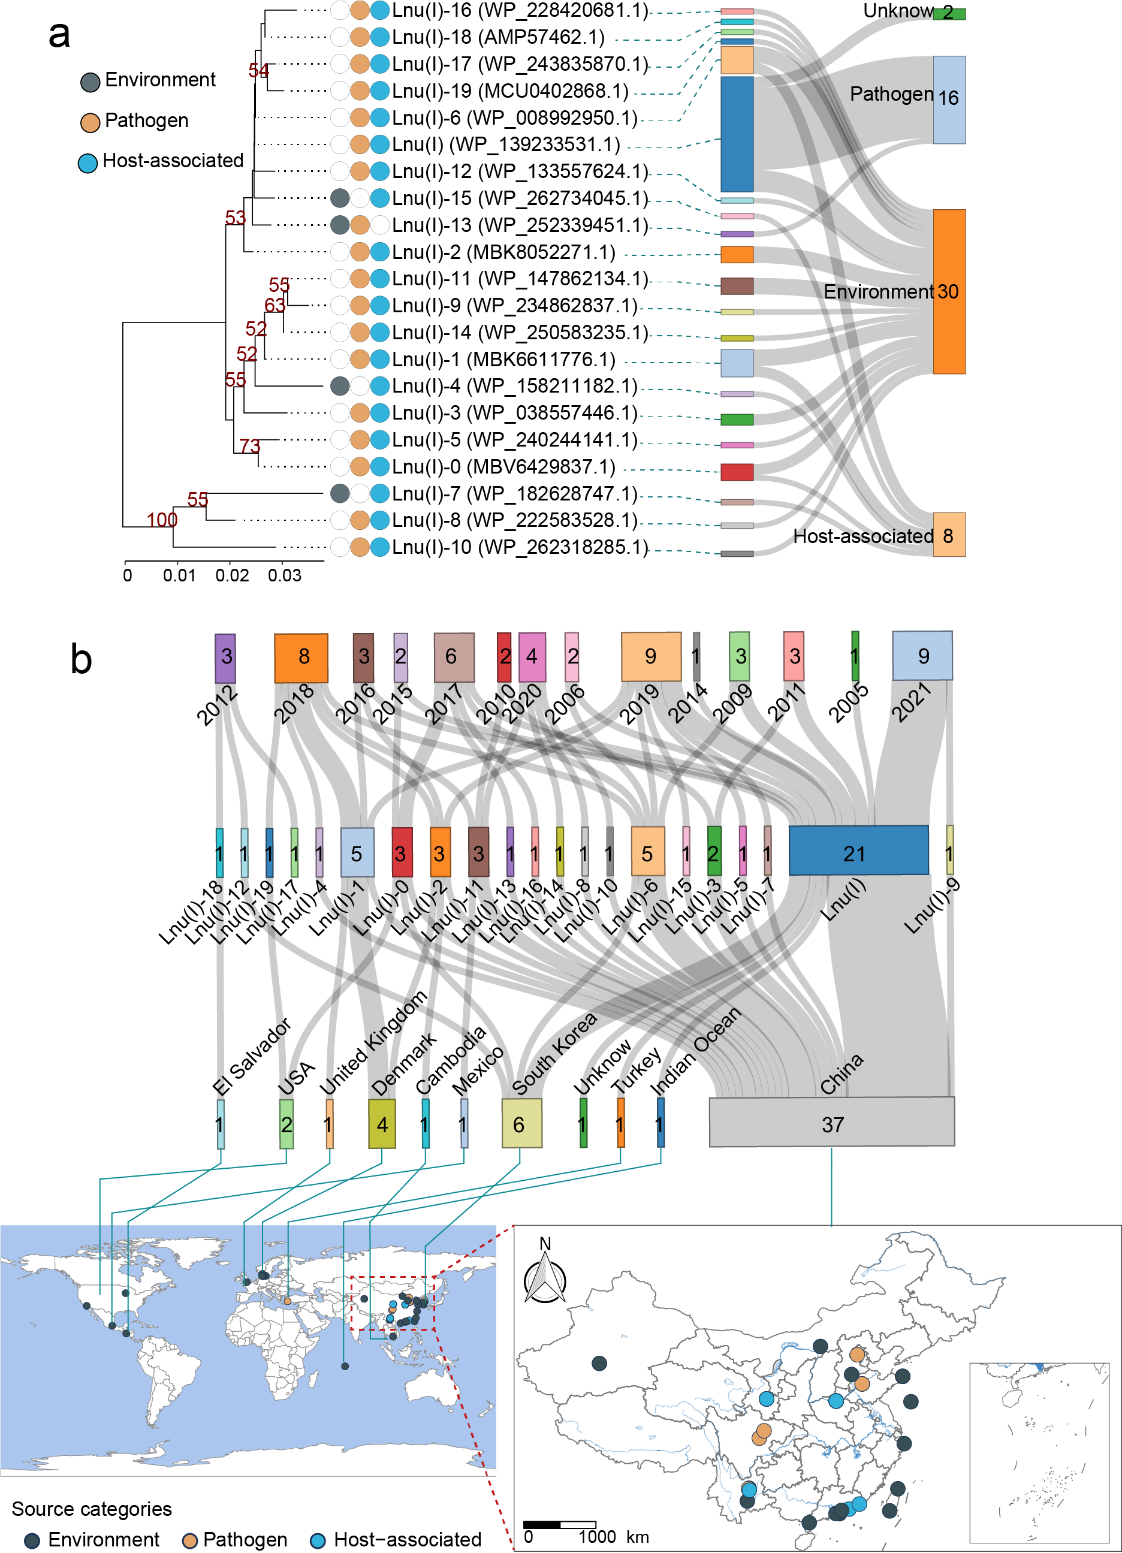 a
Environment
Pathogen
Host-associated
54
53
55
63
52
52
55
73
55
100
0 0.01 0.02 0.03
Lnu(I)-16 (WP_228420681.1)
Lnu(I)-18 (AMP57462.1)
Lnu(I)-17 (WP_243835870.1)
Lnu(I)-19 (MCU0402868.1)
Lnu(I)-6 (WP_008992950.1)
Lnu(I) (WP_139233531.1)
Lnu(I)-12 (WP_133557624.1)
Lnu(I)-15 (WP_262734045.1)
Lnu(I)-13 (WP_252339451.1)
Lnu(I)-2 (MBK8052271.1)
Lnu(I)-11 (WP_147862134.1)
Lnu(I)-9 (WP_234862837.1)
Lnu(I)-14 (WP_250583235.1)
Lnu(I)-1 (MBK6611776.1)
Lnu(I)-4 (WP_158211182.1)
Lnu(I)-3 (WP_038557446.1)
Lnu(I)-5 (WP_240244141.1)
Lnu(I)-0 (MBV6429837.1)
Lnu(I)-7 (WP_182628747.1)
Lnu(I)-8 (WP_222583528.1)
Lnu(I)-10 (WP_262318285.1)
Unknow 2
Pathogen 16
Environment 30
Host-associated 8
b
3 8 3 2 6 2 4 2 9 1 3 3 1 9
2012 2018 2016 2015 2017 2010 2020 2006 2019 2014 2009 2011 2005 2021
1 1 1 1 1 5 3 3 3 1 1 1 1 1 5 1 2 1 1 21 1
Lnu(I)-18 Lnu(I)-12 Lnu(I)-19 Lnu(I)-17 Lnu(I)-4 Lnu(I)-1 Lnu(I)-0 Lnu(I)-2 Lnu(I)-11 Lnu(I)-13 Lnu(I)-16 Lnu(I)-14 Lnu(I)-8 Lnu(I)-10 Lnu(I)-6 Lnu(I)-15 Lnu(I)-3 Lnu(I)-5 Lnu(I)-7 Lnu(I) Lnu(I)-9
El Salvador USA United Kingdom Denmark Cambodia Mexico South Korea Unknow Turkey Indian Ocean China
1 2 1 4 1 1 6 1 1 1 37
N
0 1000 km
Source categories
Environment Pathogen Host−associated